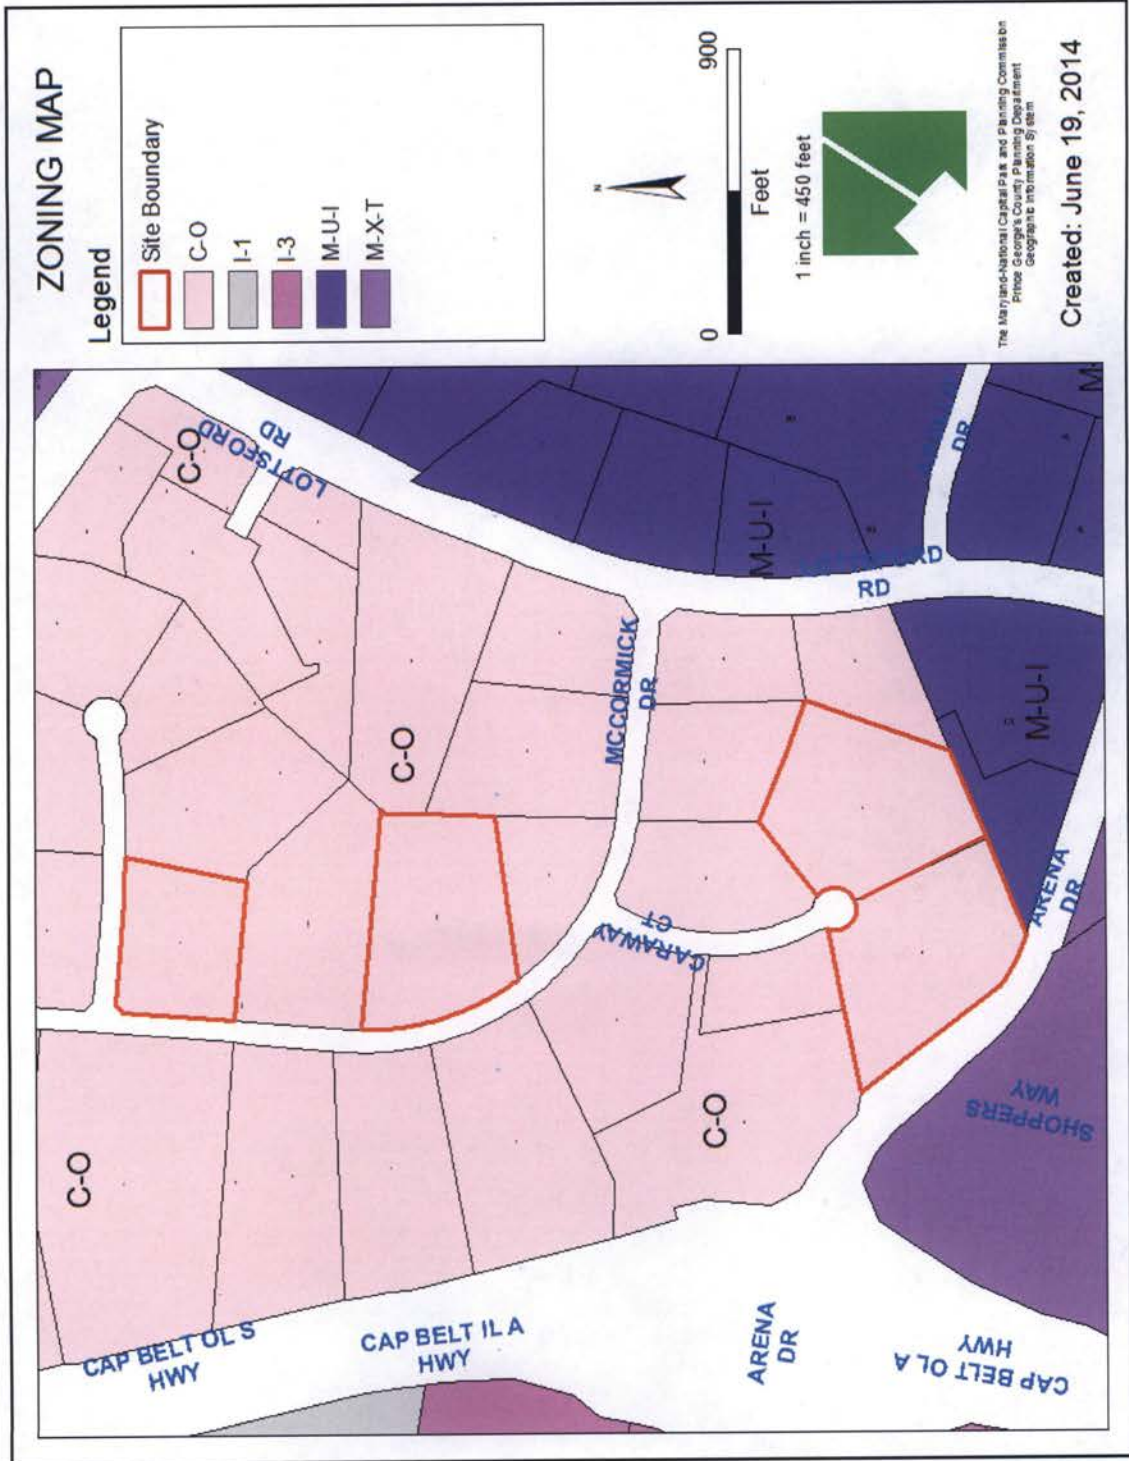 ZONING MAP
Legend
Site Boundary
C-O
I-1
I-3
M-U-I
M-X-T
N
0
900
Feet
1 inch = 450 feet
The Maryland-National Capital Park and Planning Commission
Prince George's County Planning Department
Geographic Information System
Created: June 19, 2014
C-O
LOTTSFORD
RD
C-O
MCCORMICK
DR
M-U-I
RD
DR
M-U-I
M-
CARAWAY
CT
ARENA
DR
C-O
C-O
SHOPPERS
WAY
CAP BELT OL S
HWY
CAP BELT IL A
HWY
ARENA
DR
CAP BELT OL A
HWY